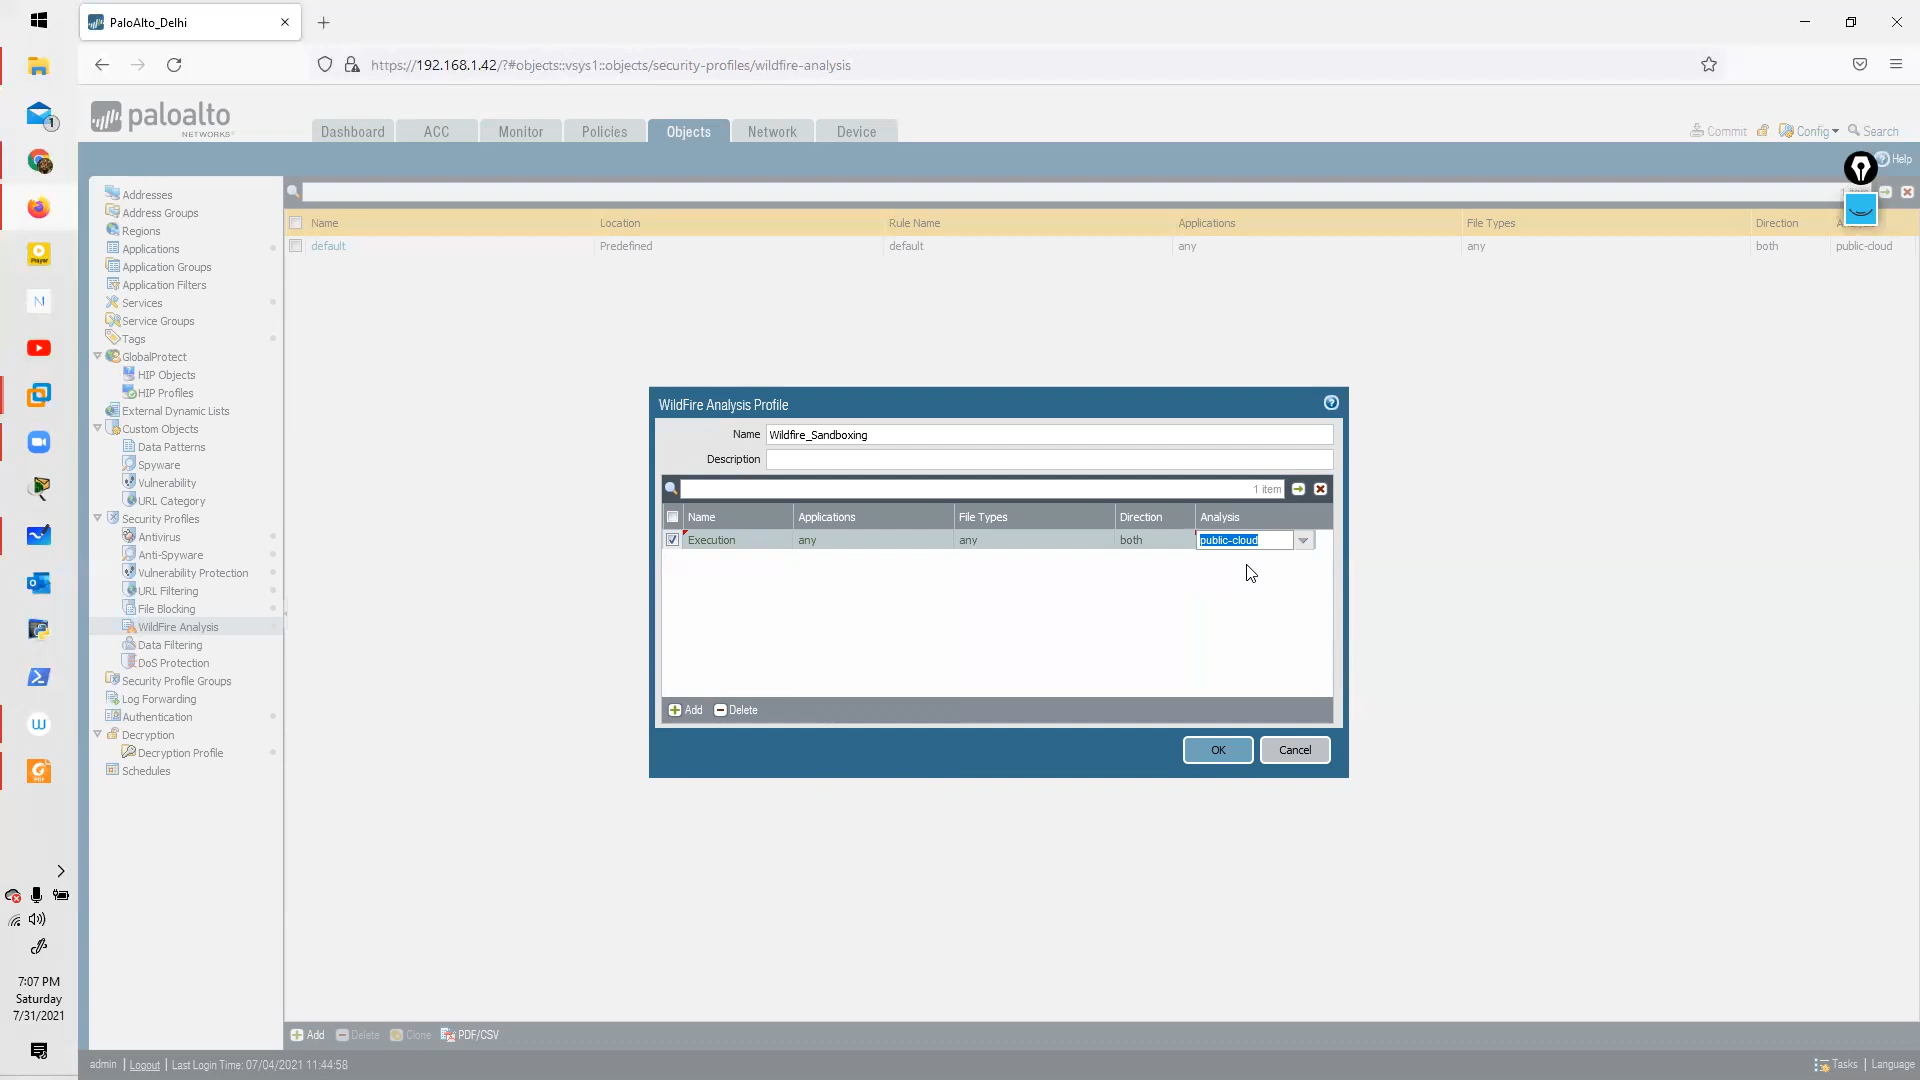 PaloAlto_Delhi
https://192.168.1.42/?#objects::vsys1::objects/security-profiles/wildfire-analysis
paloalto
NETWORKS
Dashboard ACC Monitor Policies Objects Network Device
Commit Config Search
Help
Addresses
Address Groups
Regions
Applications
Application Groups
Application Filters
Services
Service Groups
Tags
GlobalProtect
HIP Objects
HIP Profiles
External Dynamic Lists
Custom Objects
Data Patterns
Spyware
Vulnerability
URL Category
Security Profiles
Antivirus
Anti-Spyware
Vulnerability Protection
URL Filtering
File Blocking
WildFire Analysis
Data Filtering
DoS Protection
Security Profile Groups
Log Forwarding
Authentication
Decryption
Decryption Profile
Schedules
Name Location Rule Name Applications File Types Direction
default Predefined default any any both public-cloud
WildFire Analysis Profile
Name Wildfire_Sandboxing
Description
1 item
Name Applications File Types Direction Analysis
Execution any any both public-cloud
Add Delete
OK Cancel
Add Delete Clone PDF/CSV
admin | Logout | Last Login Time: 07/04/2021 11:44:58
Tasks | Language
1
Prayer
N
W
PDF
7:07 PM
Saturday
7/31/2021